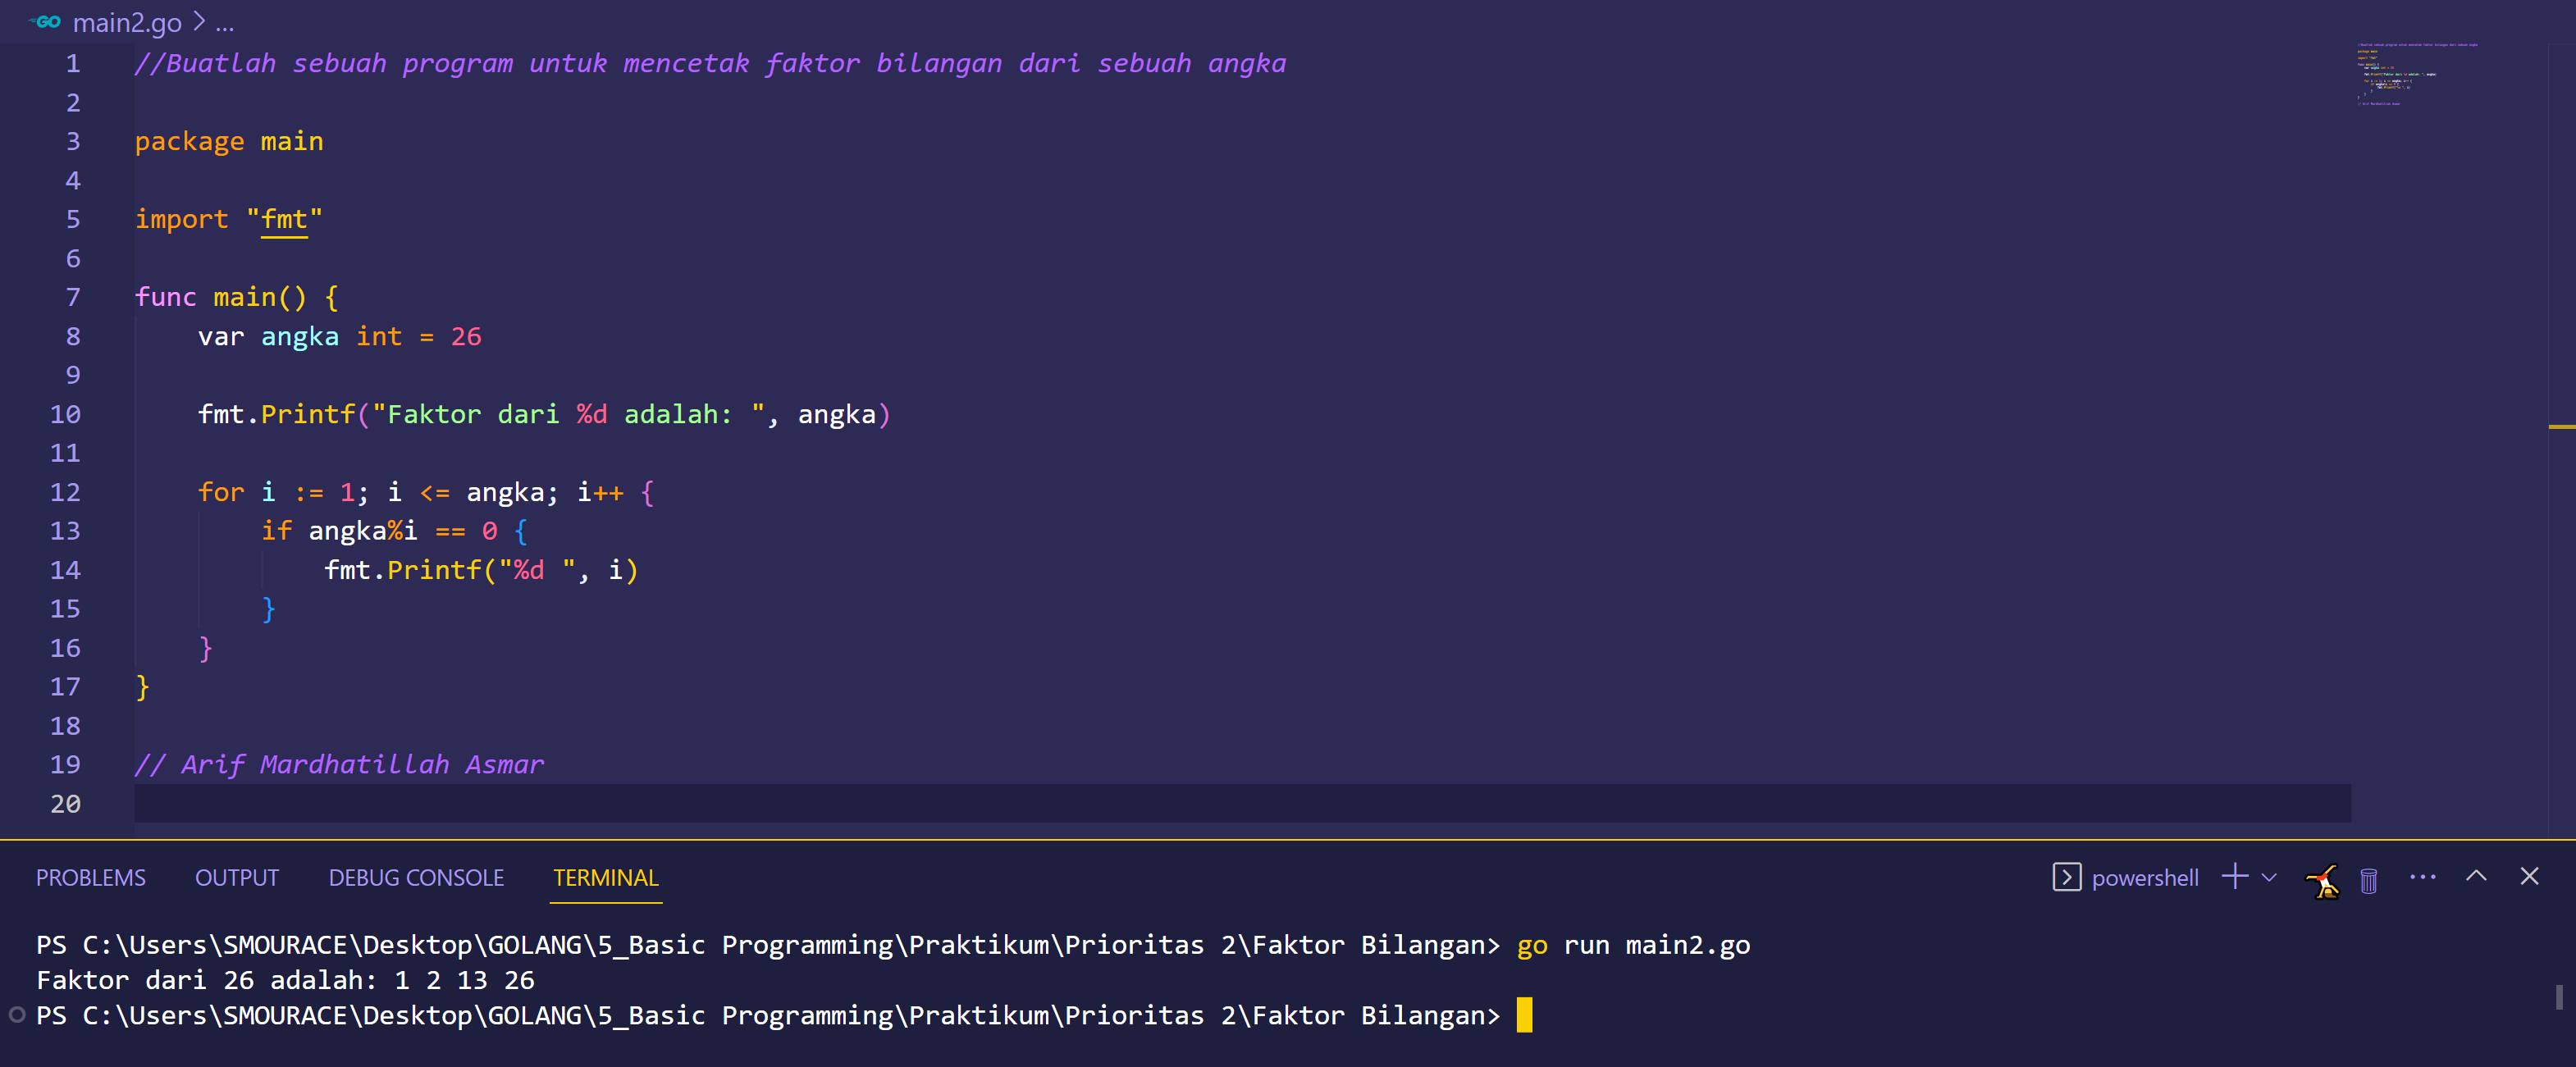 GO main2.go > ...
1 //Buatlah sebuah program untuk mencetak faktor bilangan dari sebuah angka
2
3 package main
4
5 import "fmt"
6
7 func main() {
8     var angka int = 26
9
10     fmt.Printf("Faktor dari %d adalah: ", angka)
11
12     for i := 1; i <= angka; i++ {
13         if angka%i == 0 {
14             fmt.Printf("%d ", i)
15         }
16     }
17 }
18
19 // Arif Mardhatillah Asmar
20
PROBLEMS OUTPUT DEBUG CONSOLE TERMINAL powershell
PS C:\Users\SMOURACE\Desktop\GOLANG\5_Basic Programming\Praktikum\Prioritas 2\Faktor Bilangan> go run main2.go
Faktor dari 26 adalah: 1 2 13 26
PS C:\Users\SMOURACE\Desktop\GOLANG\5_Basic Programming\Praktikum\Prioritas 2\Faktor Bilangan>